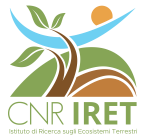 CNR IRET
Istituto di Ricerca sugli Ecosistemi Terrestri